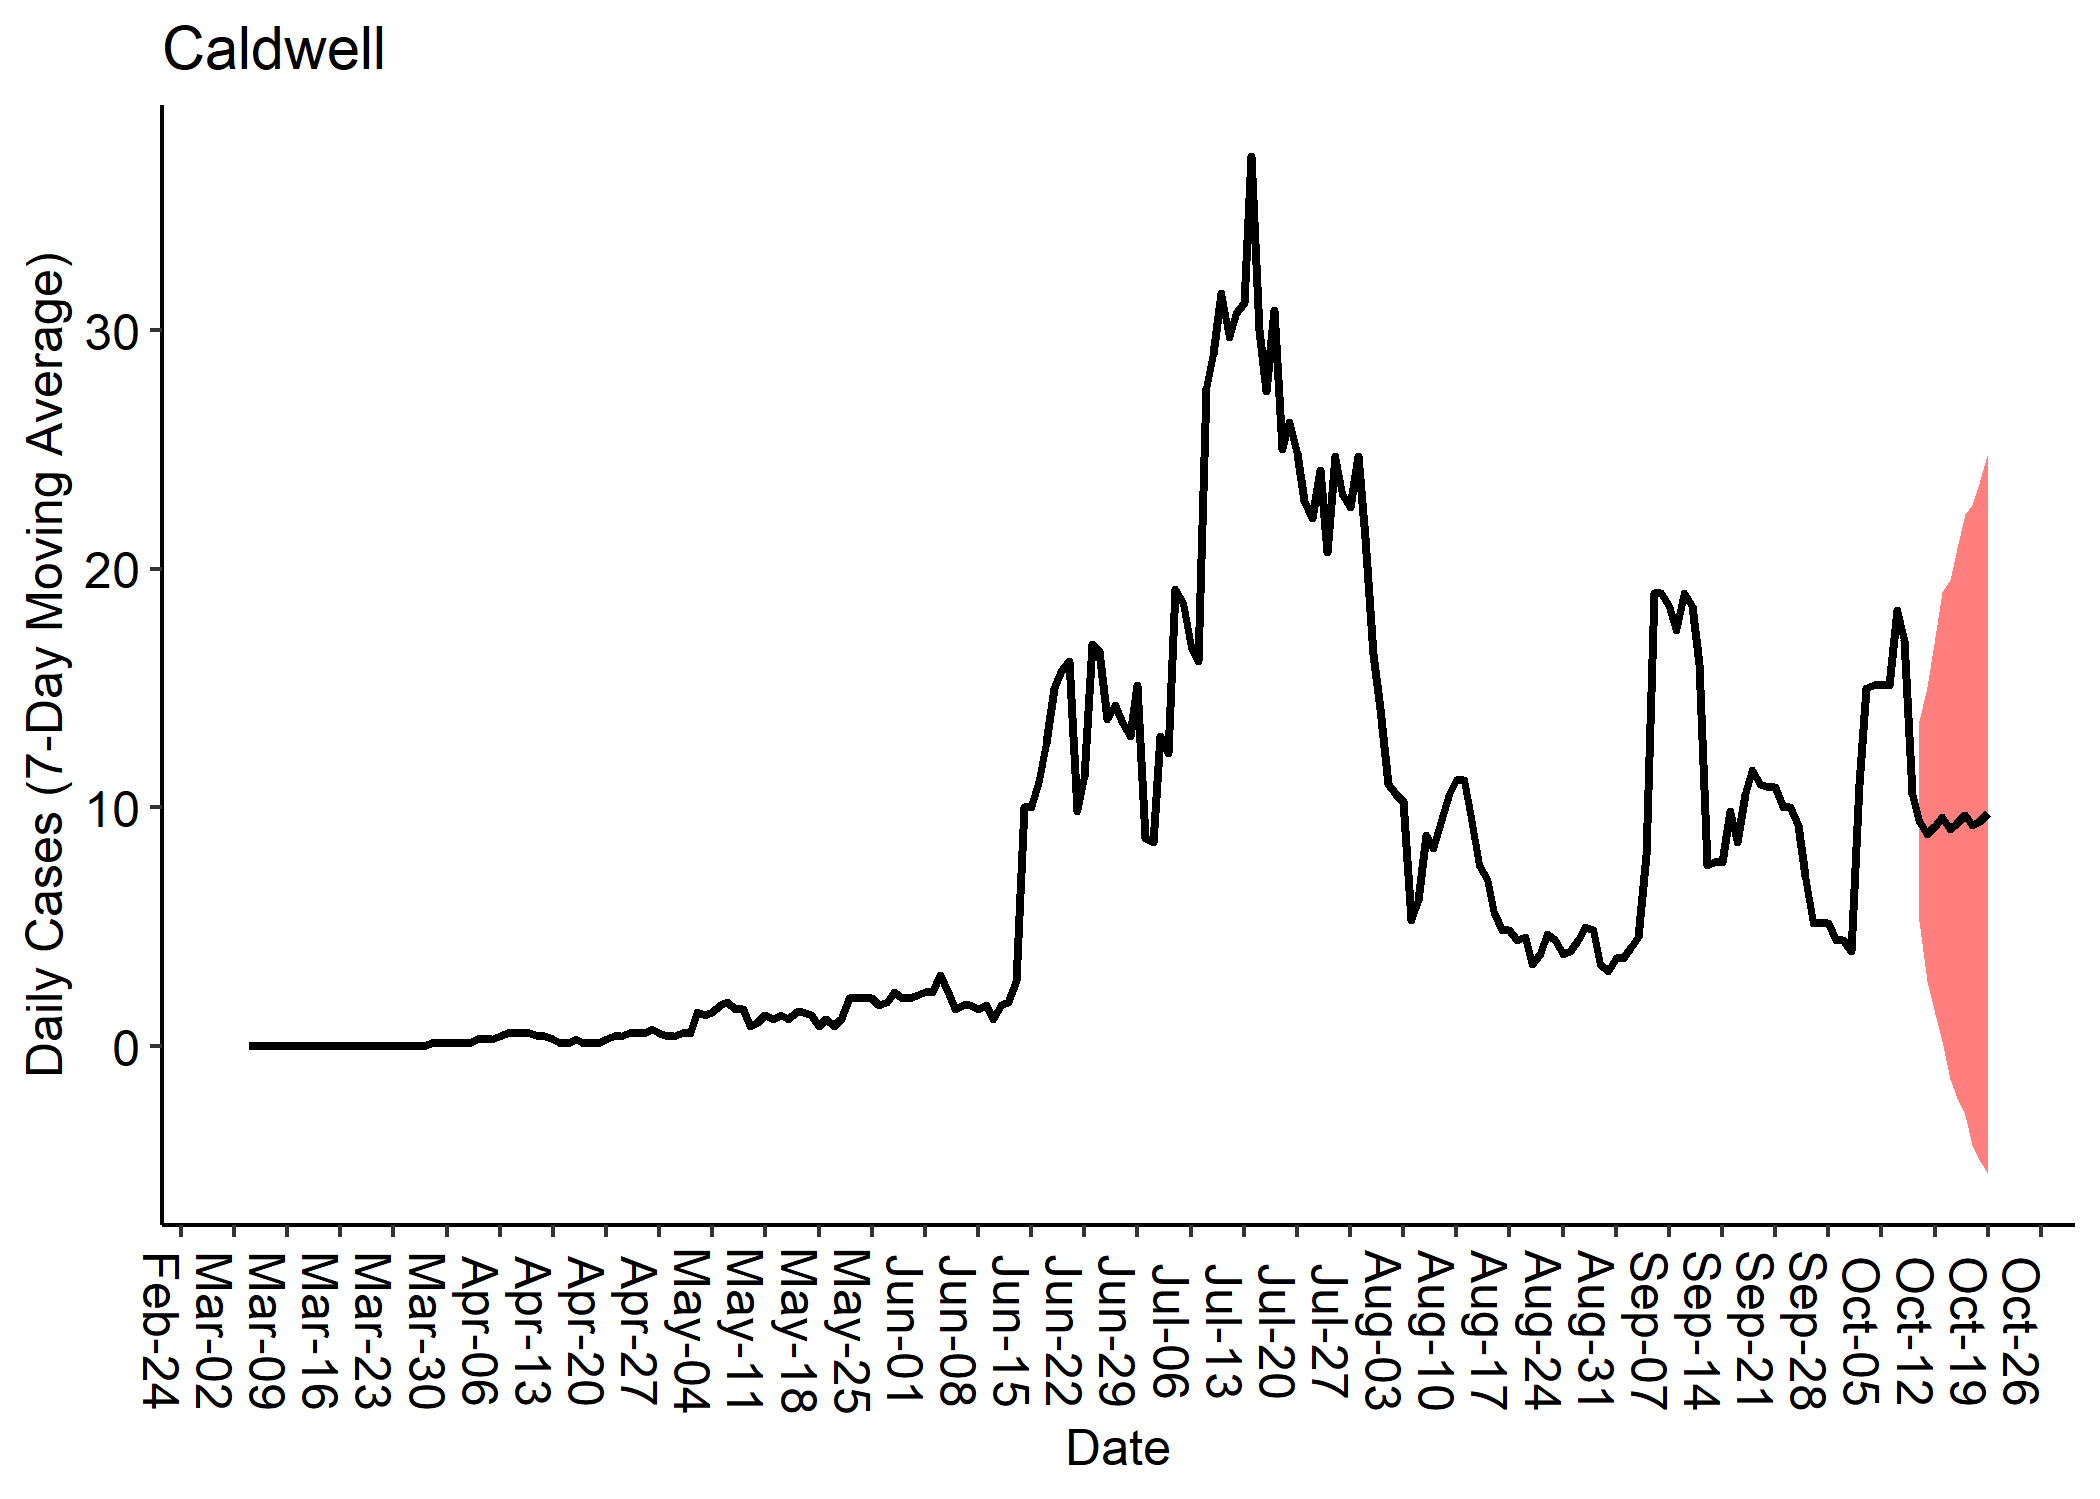 Caldwell
Daily Cases (7-Day Moving Average)
30
20
10
0
Feb-24
Mar-02
Mar-09
Mar-16
Mar-23
Mar-30
Apr-06
Apr-13
Apr-20
Apr-27
May-04
May-11
May-18
May-25
Jun-01
Jun-08
Jun-15
Jun-22
Jun-29
Jul-06
Jul-13
Jul-20
Jul-27
Aug-03
Aug-10
Aug-17
Aug-24
Aug-31
Sep-07
Sep-14
Sep-21
Sep-28
Oct-05
Oct-12
Oct-19
Oct-26
Date